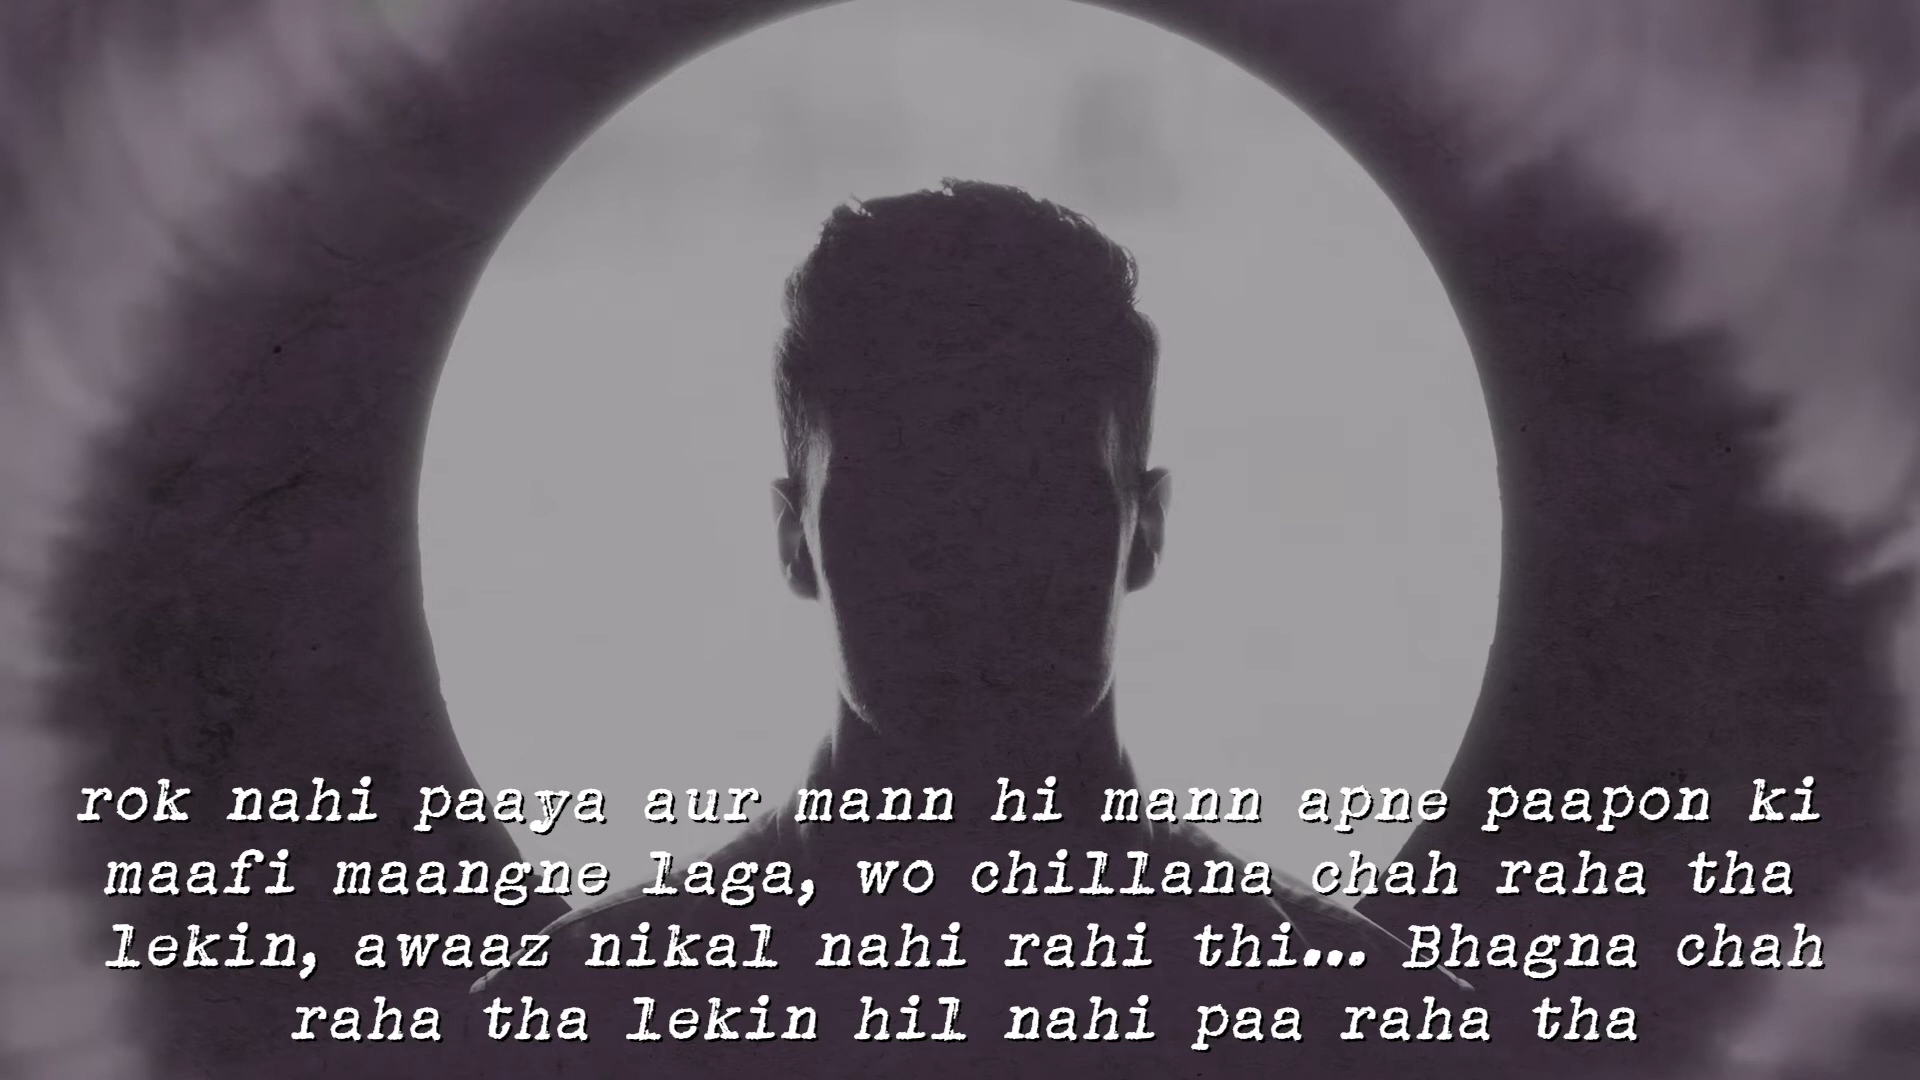 rok nahi paaya aur mann hi mann apne paapon ki
maafi maangne laga, wo chillana chah raha tha
lekin, awaaz nikal nahi rahi thi... Bhagna chah
raha tha lekin hil nahi paa raha tha